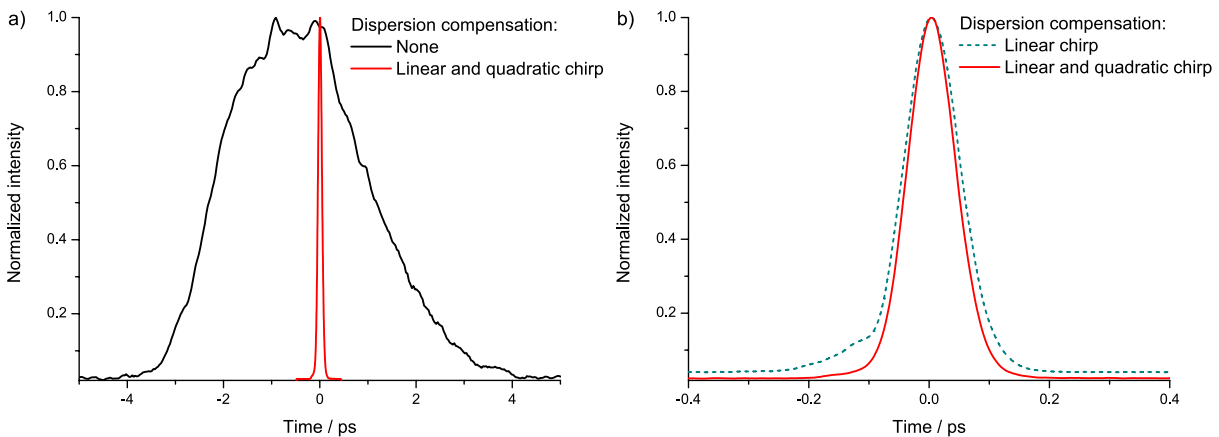 a)
Dispersion compensation:
None
Linear and quadratic chirp
1.0
0.8
0.6
0.4
0.2
Normalized intensity
-4
-2
0
2
4
Time / ps
b)
Dispersion compensation:
Linear chirp
Linear and quadratic chirp
1.0
0.8
0.6
0.4
0.2
Normalized intensity
-0.4
-0.2
0.0
0.2
0.4
Time / ps